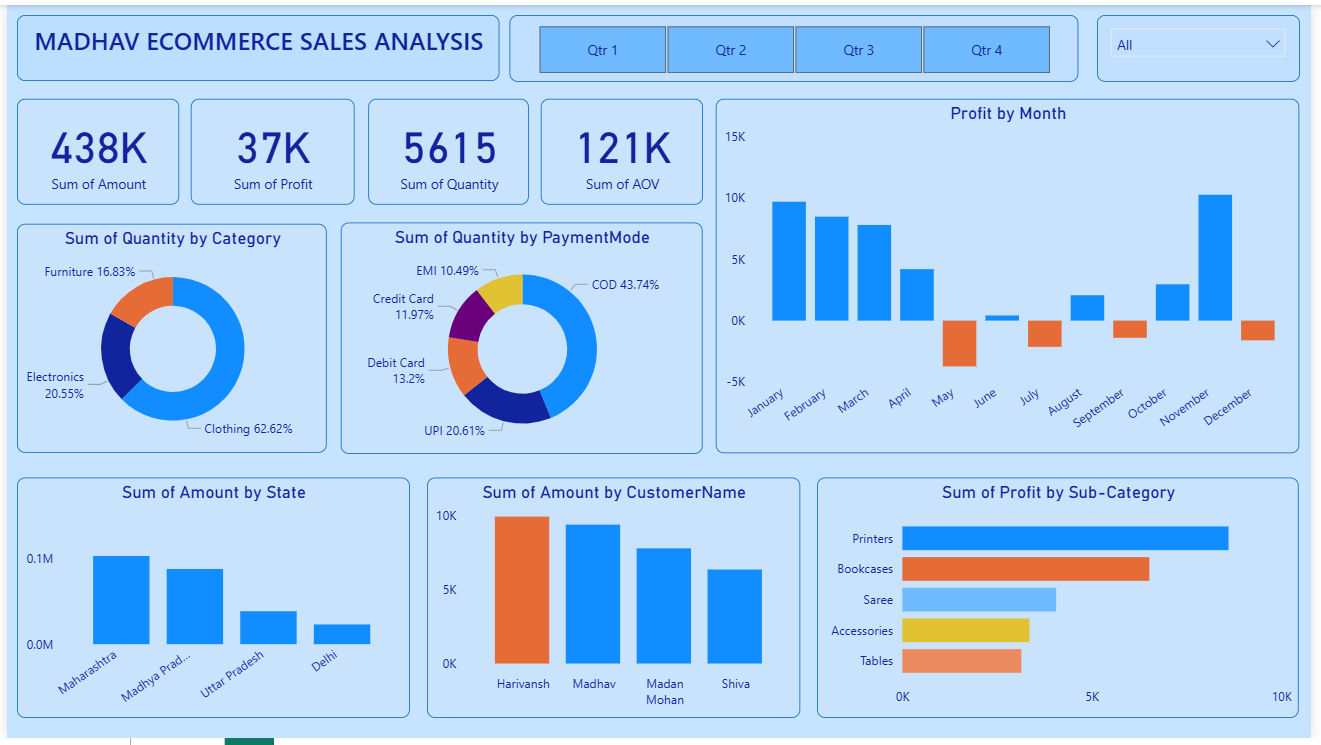 MADHAV ECOMMERCE SALES ANALYSIS
Qtr 1
Qtr 2
Qtr 3
Qtr 4
All
438K
Sum of Amount
37K
Sum of Profit
5615
Sum of Quantity
121K
Sum of AOV
Profit by Month
15K
10K
5K
0K
-5K
January
February
March
April
May
June
July
August
September
October
November
December
Sum of Quantity by Category
Furniture 16.83%
Electronics
20.55%
Clothing 62.62%
Sum of Quantity by PaymentMode
EMI 10.49%
COD 43.74%
Credit Card
11.97%
Debit Card
13.2%
UPI 20.61%
Sum of Amount by State
0.1M
0.0M
Maharashtra
Madhya Prad...
Uttar Pradesh
Delhi
Sum of Amount by CustomerName
10K
5K
0K
Harivansh
Madhav
Madan
Mohan
Shiva
Sum of Profit by Sub-Category
Printers
Bookcases
Saree
Accessories
Tables
0K
5K
10K